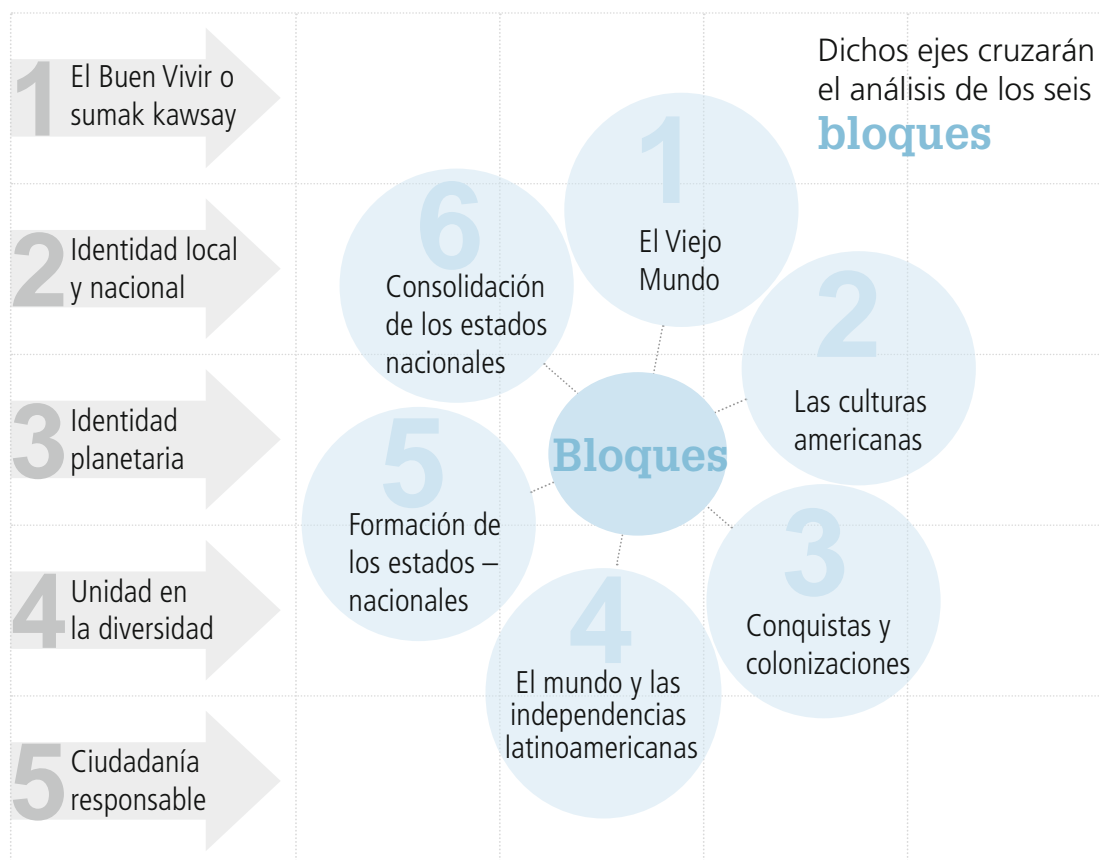 1
El Buen Vivir o
sumak kawsay
2
Identidad local
y nacional
3
Identidad
planetaria
4
Unidad en
la diversidad
5
Ciudadanía
responsable
Dichos ejes cruzarán
el análisis de los seis
bloques
Bloques
1
El Viejo
Mundo
2
Las culturas
americanas
3
Conquistas y
colonizaciones
4
El mundo y las
independencias
latinoamericanas
5
Formación de
los estados –
nacionales
6
Consolidación
de los estados
nacionales